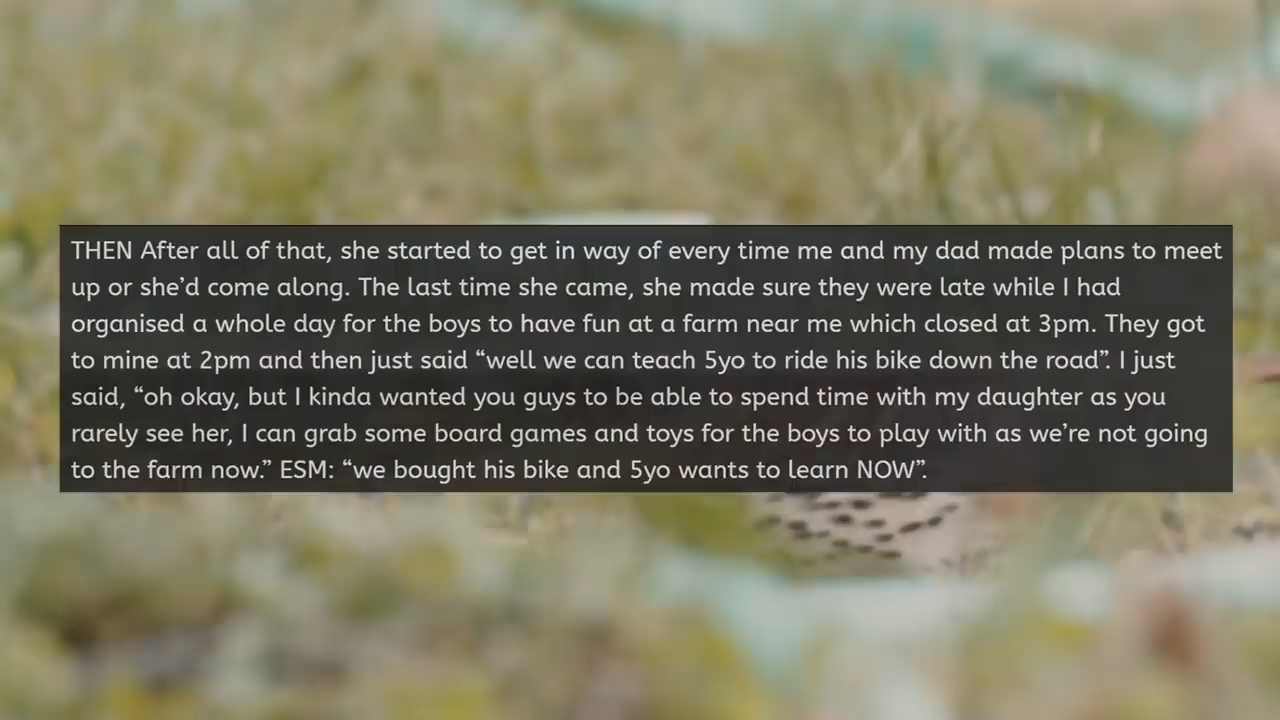 THEN After all of that, she started to get in way of every time me and my dad made plans to meet
up or she’d come along. The last time she came, she made sure they were late while I had
organised a whole day for the boys to have fun at a farm near me which closed at 3pm. They got
to mine at 2pm and then just said “well we can teach 5yo to ride his bike down the road”. I just
said, “oh okay, but I kinda wanted you guys to be able to spend time with my daughter as you
rarely see her, I can grab some board games and toys for the boys to play with as we’re not going
to the farm now.” ESM: “we bought his bike and 5yo wants to learn NOW”.